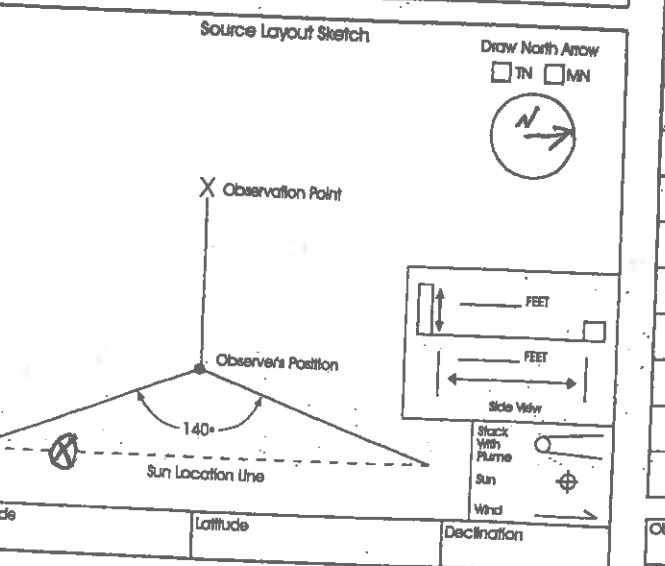 Source Layout Sketch
Draw North Arrow
TN MN
N
X Observation Point
FEET
Observer's Position
FEET
140°
Side View
Stack
With
Plume
Sun Location Line
Sun
Wind
de
Latitude
Declination